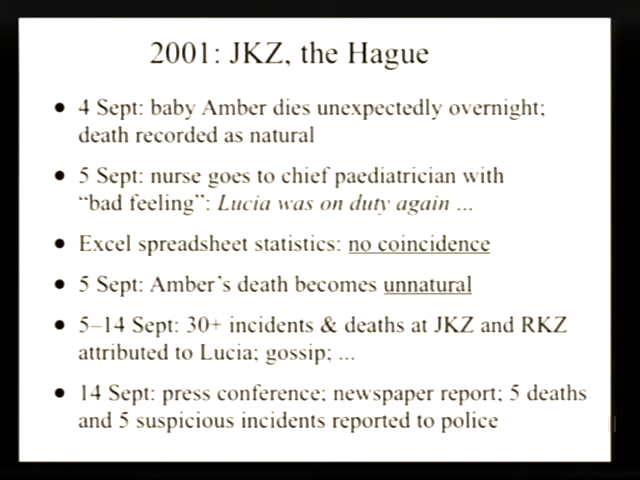 2001: JKZ, the Hague
● 4 Sept: baby Amber dies unexpectedly overnight;
death recorded as natural
● 5 Sept: nurse goes to chief paediatrician with
“bad feeling”: Lucia was on duty again ...
● Excel spreadsheet statistics: no coincidence
● 5 Sept: Amber’s death becomes unnatural
● 5–14 Sept: 30+ incidents & deaths at JKZ and RKZ
attributed to Lucia; gossip; ...
● 14 Sept: press conference; newspaper report; 5 deaths
and 5 suspicious incidents reported to police